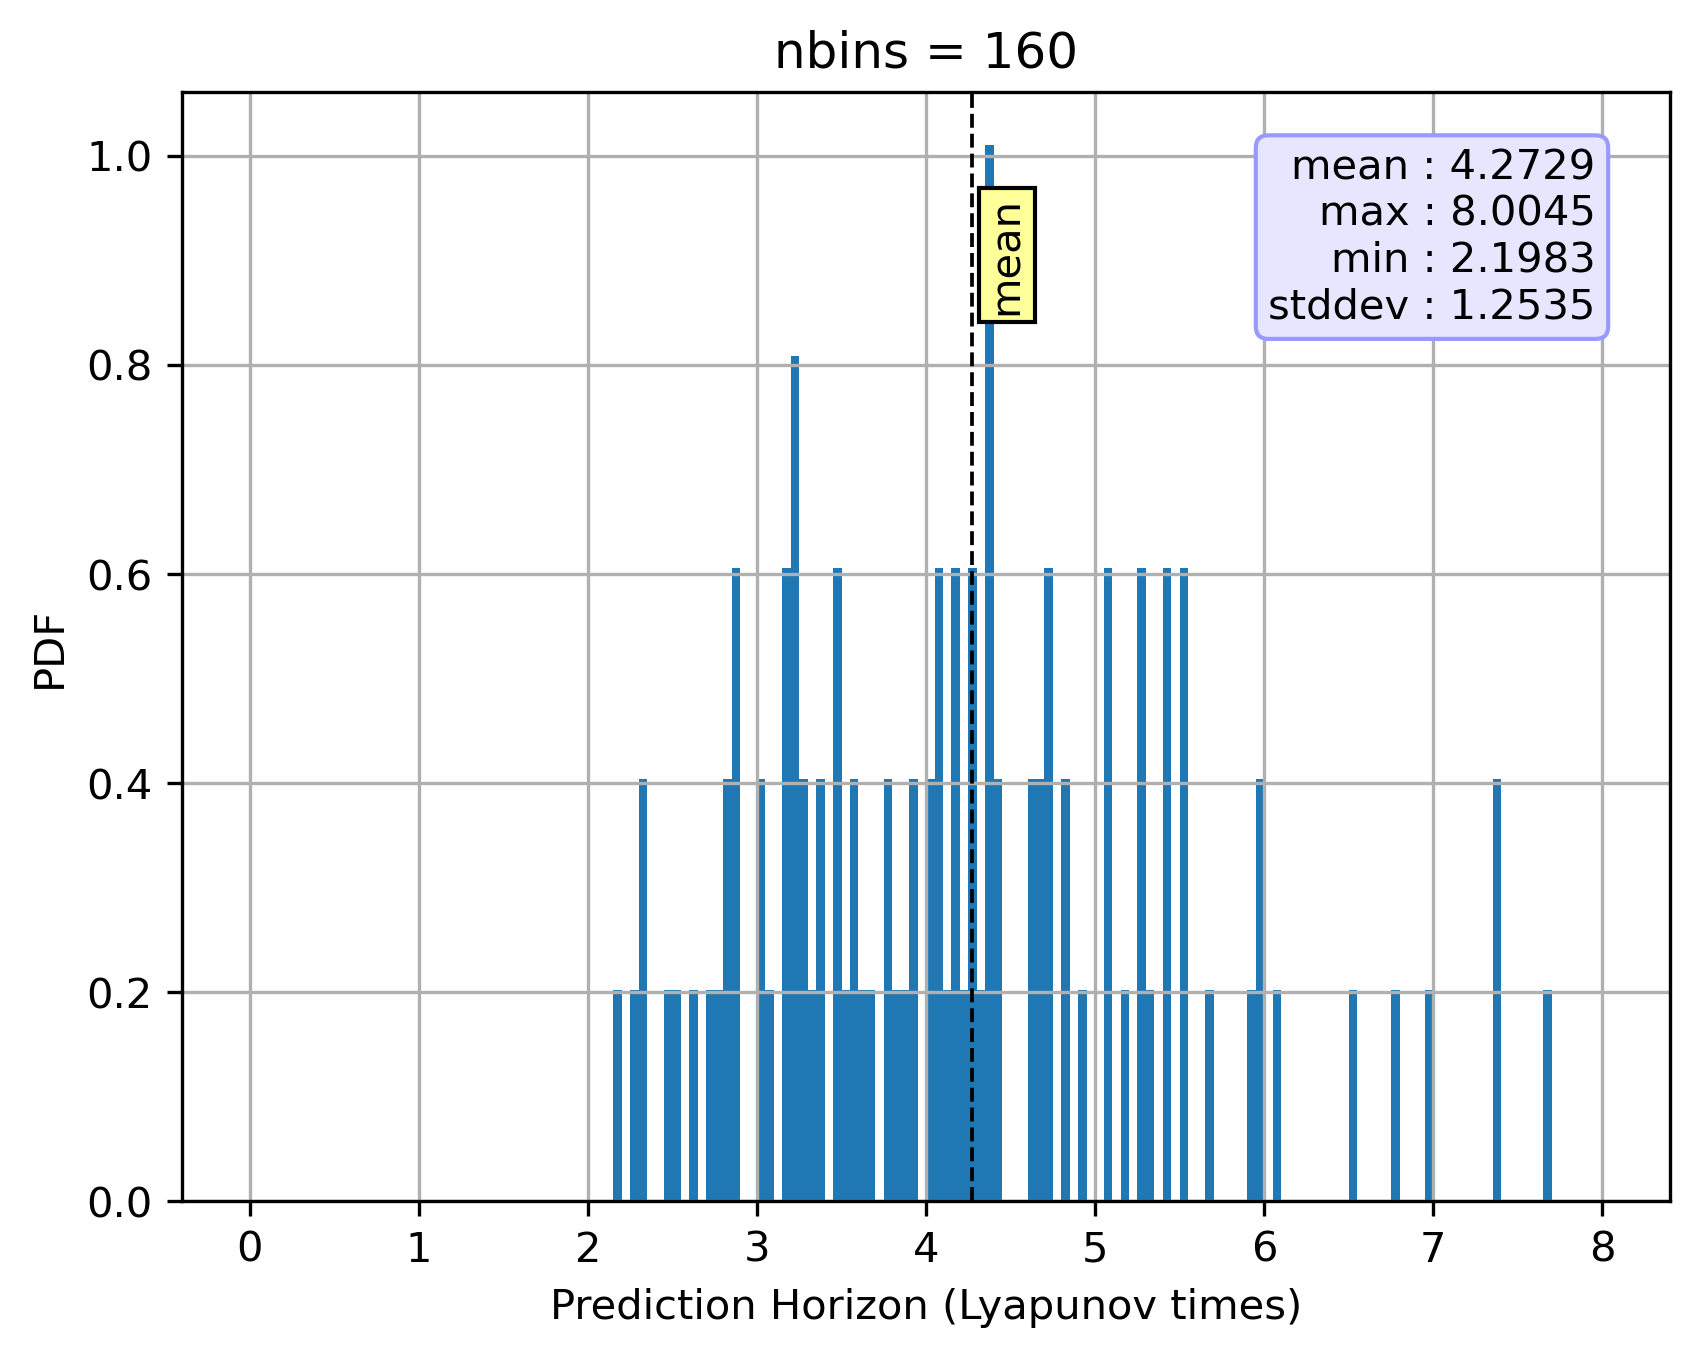 nbins = 160
1.0
0.8
0.6
0.4
0.2
0.0
PDF
mean
mean : 4.2729
max : 8.0045
min : 2.1983
stddev : 1.2535
0 1 2 3 4 5 6 7 8
Prediction Horizon (Lyapunov times)